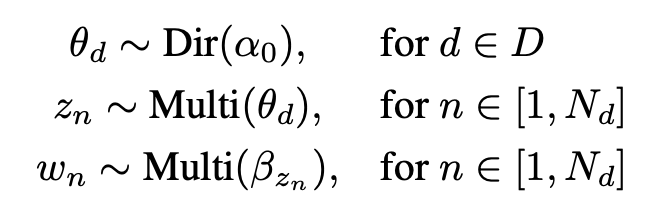 θ_d ∼ Dir(α_0), for d ∈ D
z_n ∼ Multi(θ_d), for n ∈ [1, N_d]
w_n ∼ Multi(β_{z_n}), for n ∈ [1, N_d]